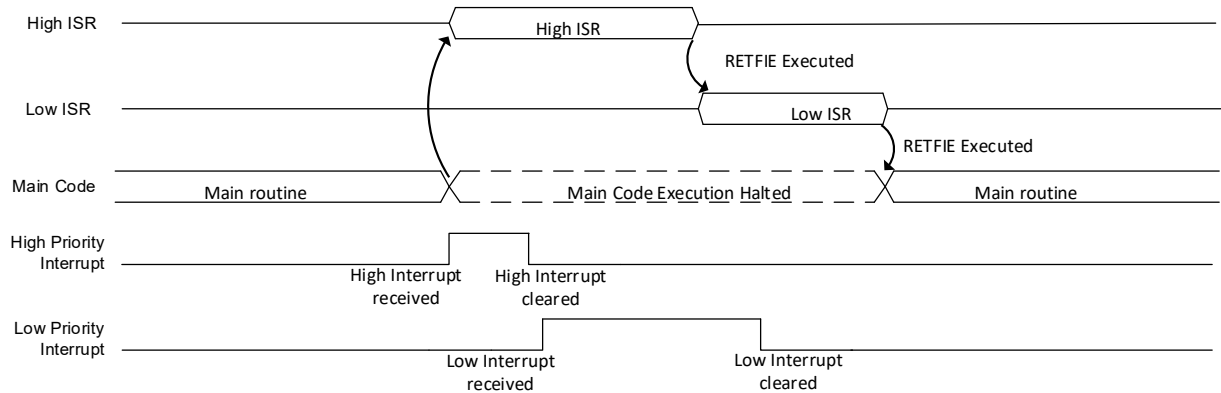 High ISR
High ISR
RETFIE Executed
Low ISR
Low ISR
RETFIE Executed
Main Code
Main routine
Main Code Execution Halted
Main routine
High Priority
Interrupt
High Interrupt
received
High Interrupt
cleared
Low Priority
Interrupt
Low Interrupt
received
Low Interrupt
cleared